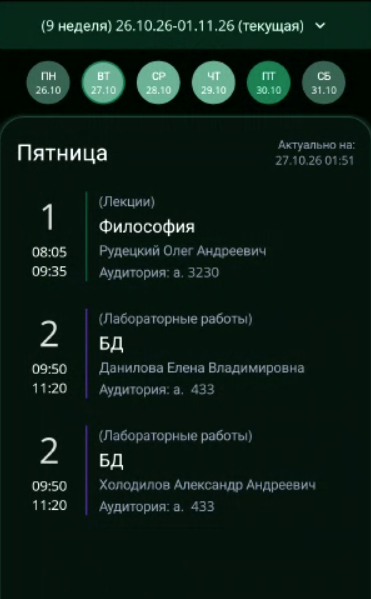 (9 неделя) 26.10.26-01.11.26 (текущая)
ПН ВТ СР ЧТ ПТ СБ
26.10 27.10 28.10 29.10 30.10 31.10
Пятница
Актуально на:
27.10.26 01:51
1
08:05
09:35
(Лекции)
Философия
Рудецкий Олег Андреевич
Аудитория: а. 3230
2
09:50
11:20
(Лабораторные работы)
БД
Данилова Елена Владимировна
Аудитория: а. 433
2
09:50
11:20
(Лабораторные работы)
БД
Холодилов Александр Андреевич
Аудитория: а. 433